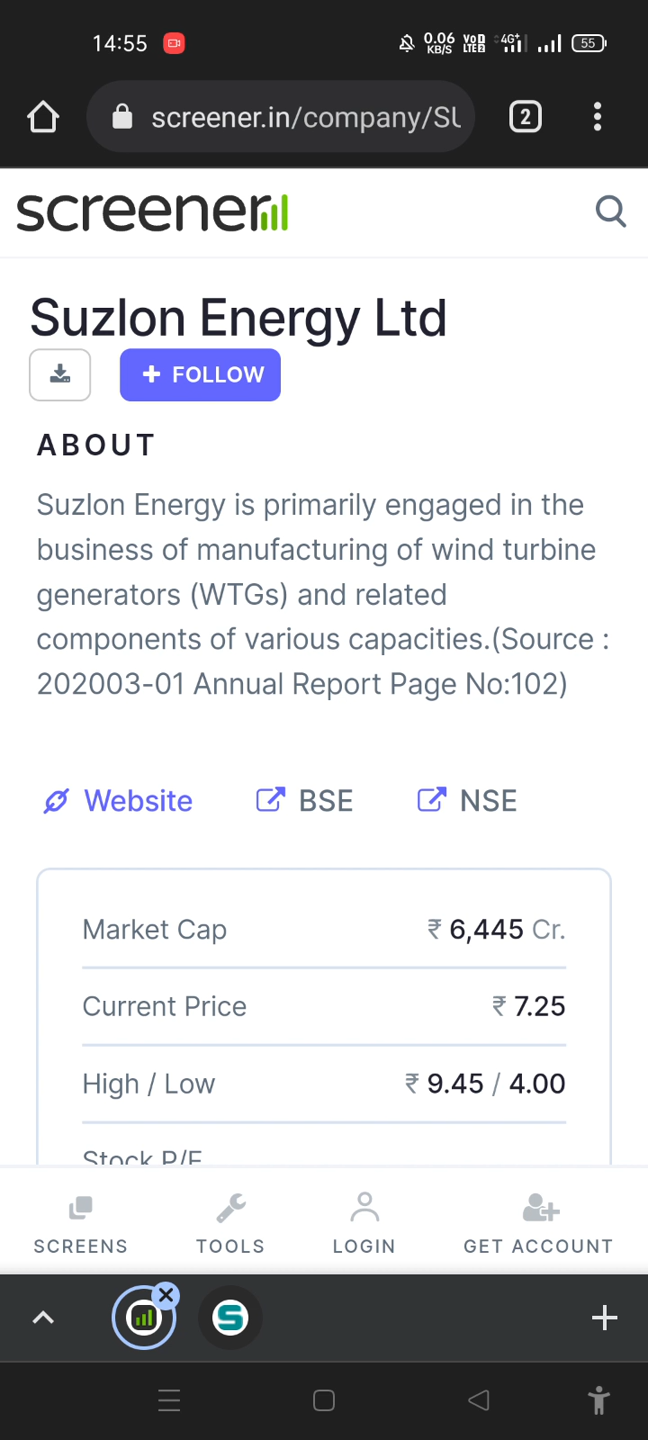 14:55 0.06 KB/S VoD LTE2 4G+ 55
screener.in/company/SU 2
screener
Suzlon Energy Ltd
+ FOLLOW
ABOUT
Suzlon Energy is primarily engaged in the
business of manufacturing of wind turbine
generators (WTGs) and related
components of various capacities.(Source :
202003-01 Annual Report Page No:102)
Website BSE NSE
Market Cap ₹ 6,445 Cr.
Current Price ₹ 7.25
High / Low ₹ 9.45 / 4.00
Stock P/E
SCREENS TOOLS LOGIN GET ACCOUNT